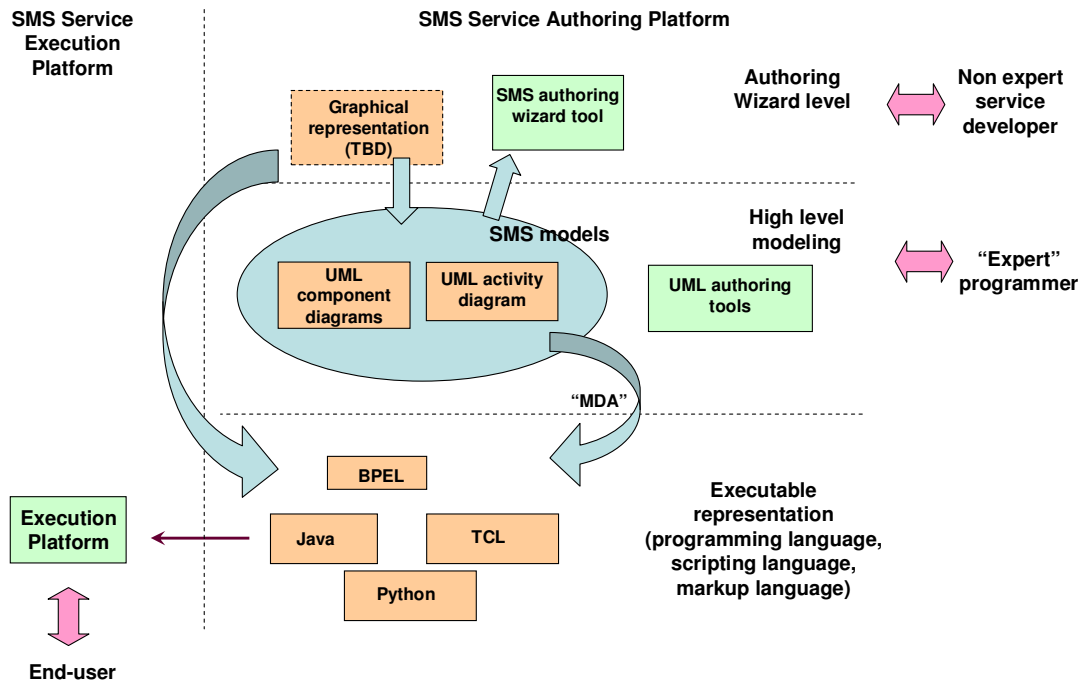 SMS Service
Execution
Platform
SMS Service Authoring Platform
Graphical
representation
(TBD)
SMS authoring
wizard tool
Authoring
Wizard level
Non expert
service
developer
SMS models
UML
component
diagrams
UML activity
diagram
High level
modeling
UML authoring
tools
“Expert”
programmer
“MDA”
BPEL
Java
TCL
Python
Executable
representation
(programming language,
scripting language,
markup language)
Execution
Platform
End-user